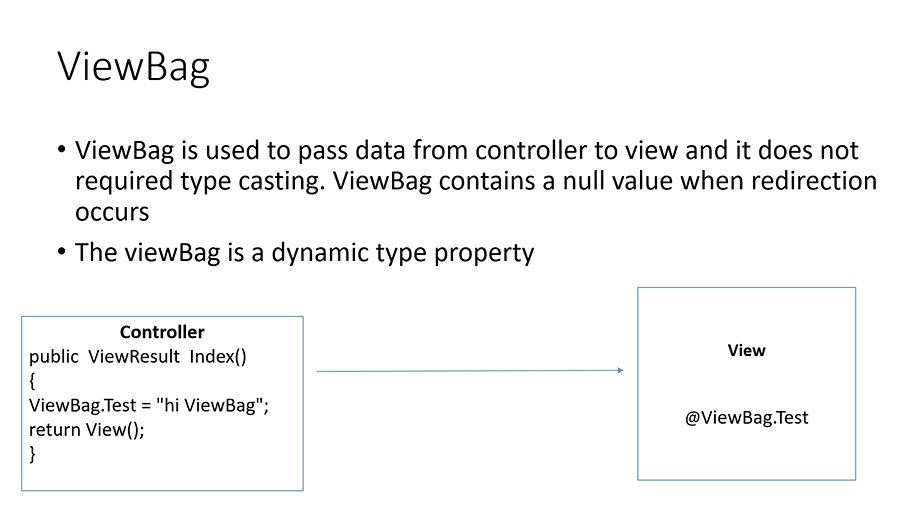 ViewBag
• ViewBag is used to pass data from controller to view and it does not
required type casting. ViewBag contains a null value when redirection
occurs
• The viewBag is a dynamic type property
Controller
public ViewResult Index()
{
ViewBag.Test = "hi ViewBag";
return View();
}
View
@ViewBag.Test